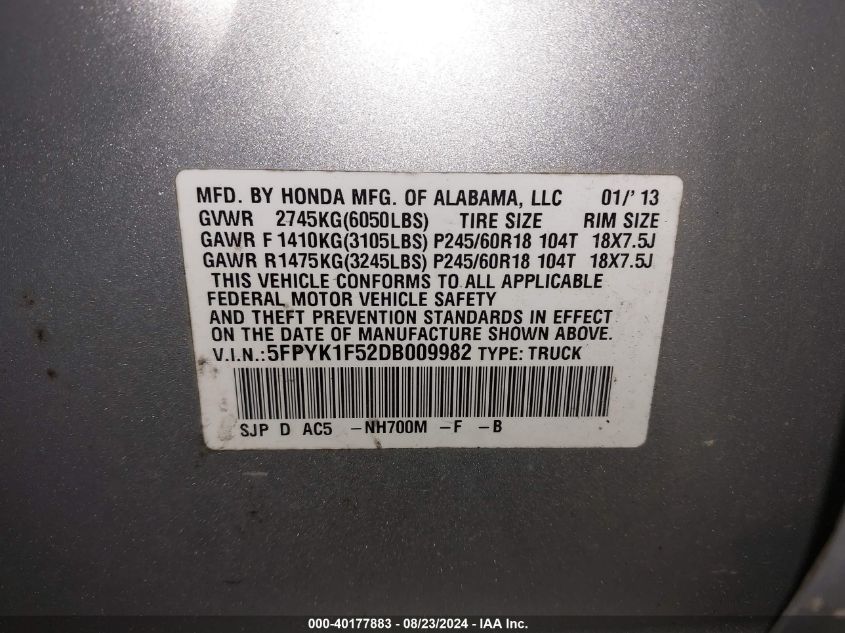 MFD. BY HONDA MFG. OF ALABAMA, LLC 01/' 13
GVWR 2745KG(6050LBS) TIRE SIZE RIM SIZE
GAWR F 1410KG(3105LBS) P245/60R18 104T 18X7.5J
GAWR R 1475KG(3245LBS) P245/60R18 104T 18X7.5J
THIS VEHICLE CONFORMS TO ALL APPLICABLE
FEDERAL MOTOR VEHICLE SAFETY
AND THEFT PREVENTION STANDARDS IN EFFECT
ON THE DATE OF MANUFACTURE SHOWN ABOVE.
V.I.N.:5FPYK1F52DB009982 TYPE: TRUCK
SJP D AC5 -NH700M -F -B
000-40177883 - 08/23/2024 - IAA Inc.